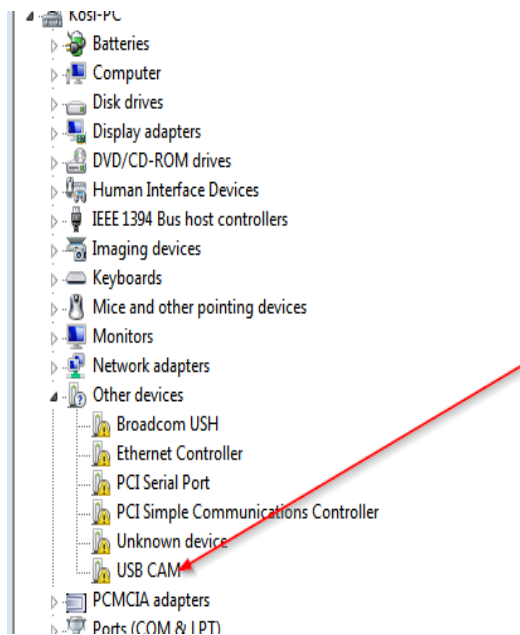 Kosi-PC
Batteries
Computer
Disk drives
Display adapters
DVD/CD-ROM drives
Human Interface Devices
IEEE 1394 Bus host controllers
Imaging devices
Keyboards
Mice and other pointing devices
Monitors
Network adapters
Other devices
Broadcom USH
Ethernet Controller
PCI Serial Port
PCI Simple Communications Controller
Unknown device
USB CAM
PCMCIA adapters
Ports (COM & LPT)